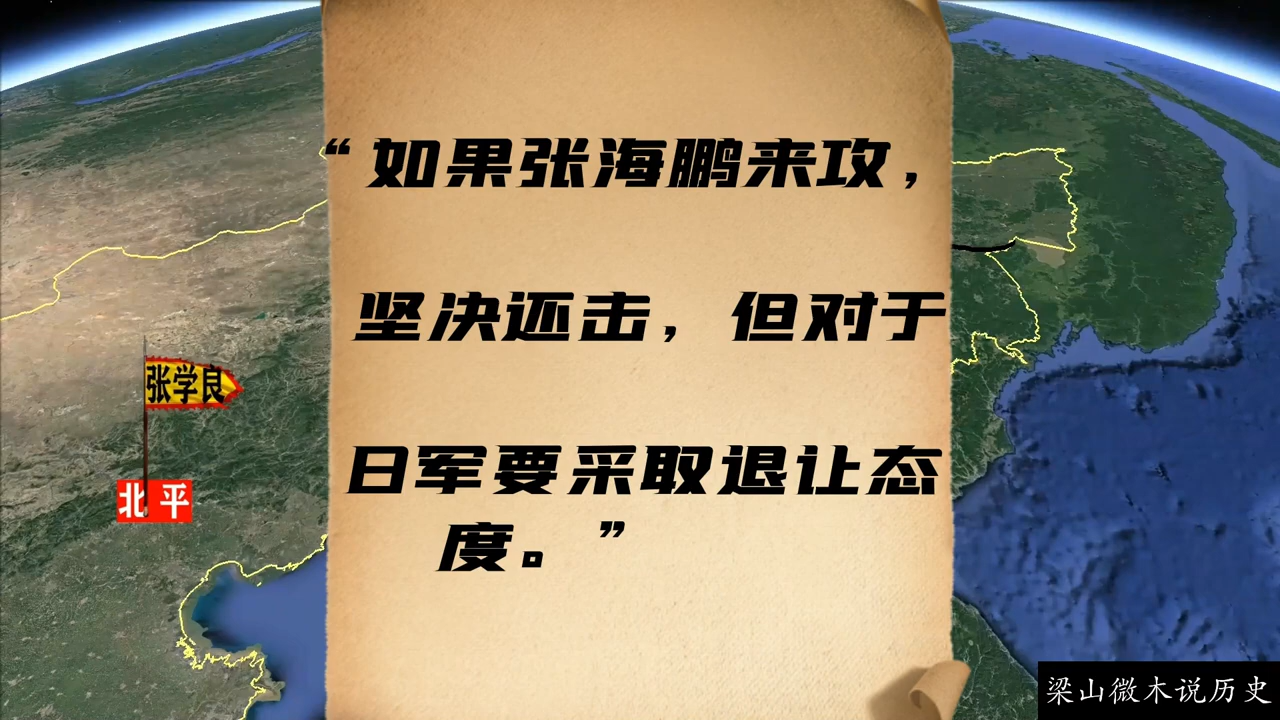 “如果张海鹏来攻，
坚决还击，但对于
日军要采取退让态
度。”
张学良
北平
梁山微木说历史